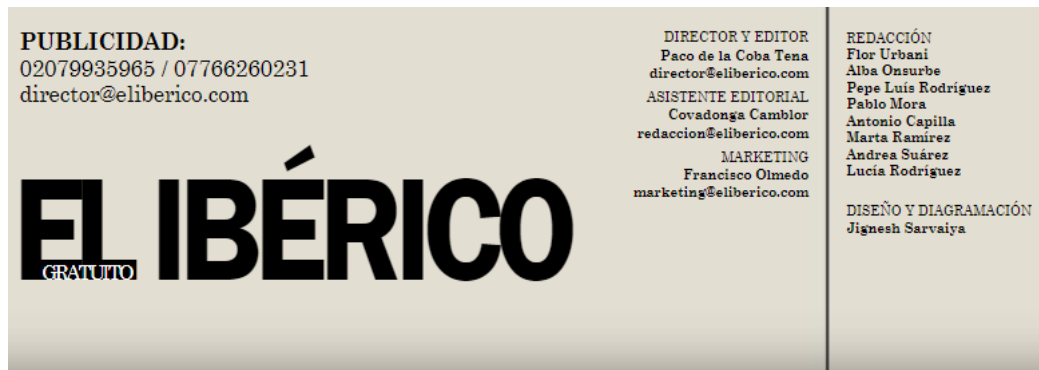 PUBLICIDAD:
02079935965 / 07766260231
director@eliberico.com
EL IBÉRICO
GRATUITO
DIRECTOR Y EDITOR
Paco de la Coba Tena
director@eliberico.com
ASISTENTE EDITORIAL
Covadonga Camblor
redaccion@eliberico.com
MARKETING
Francisco Olmedo
marketing@eliberico.com
REDACCIÓN
Flor Urbani
Alba Onsurbe
Pepe Luís Rodríguez
Pablo Mora
Antonio Capilla
Marta Ramírez
Andrea Suárez
Lucía Rodríguez
DISEÑO Y DIAGRAMACIÓN
Jignesh Sarvaiya